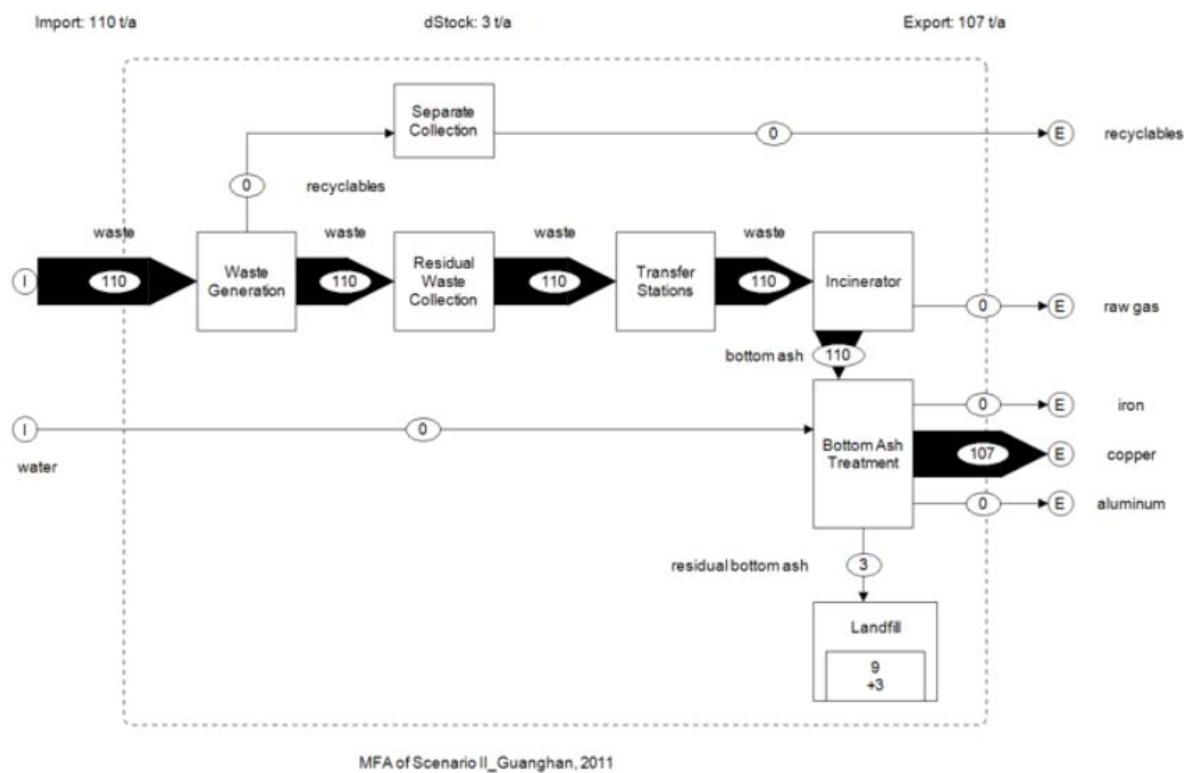 Import: 110 t/a
dStock: 3 t/a
Export: 107 t/a
Separate
Collection
0
E
recyclables
0
recyclables
waste
waste
waste
waste
I
110
Waste
Generation
110
Residual
Waste
Collection
110
Transfer
Stations
110
Incinerator
0
E
raw gas
bottom ash
110
0
E
iron
I
0
water
Bottom Ash
Treatment
107
E
copper
0
E
aluminum
residual bottom ash
3
Landfill
9
+3
MFA of Scenario II_Guanghan, 2011